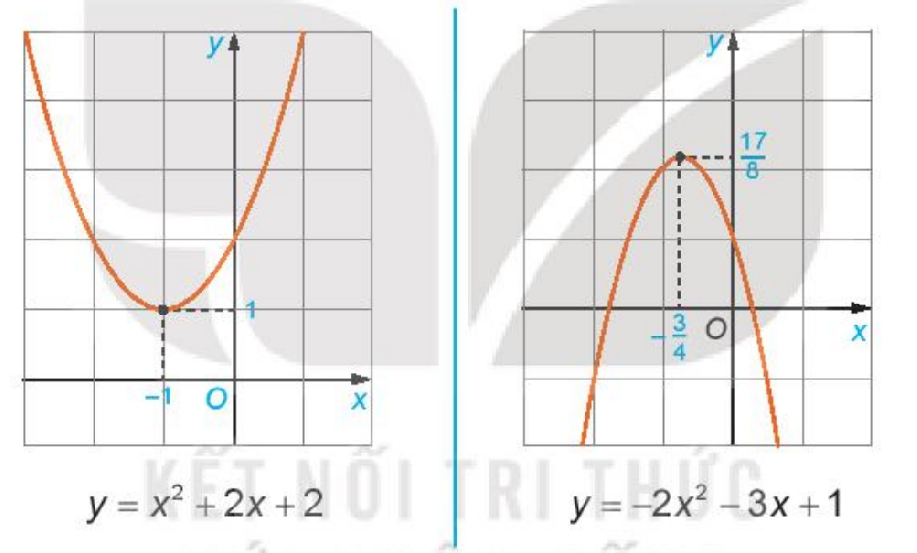 y
1
−1
O
x
y = x² + 2x + 2
y
17/8
−3/4
O
x
y = −2x² − 3x + 1
KẾT NỐI TRI THỨC